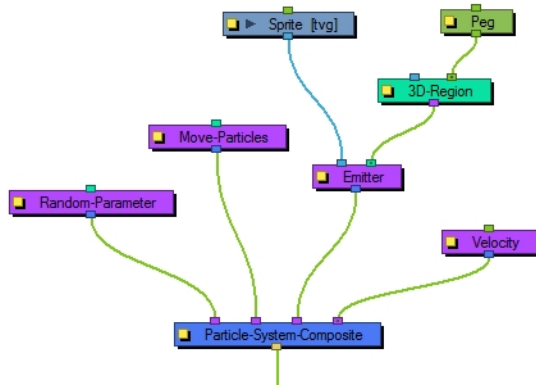 Sprite [tvg]
Peg
3D-Region
Move-Particles
Emitter
Random-Parameter
Velocity
Particle-System-Composite